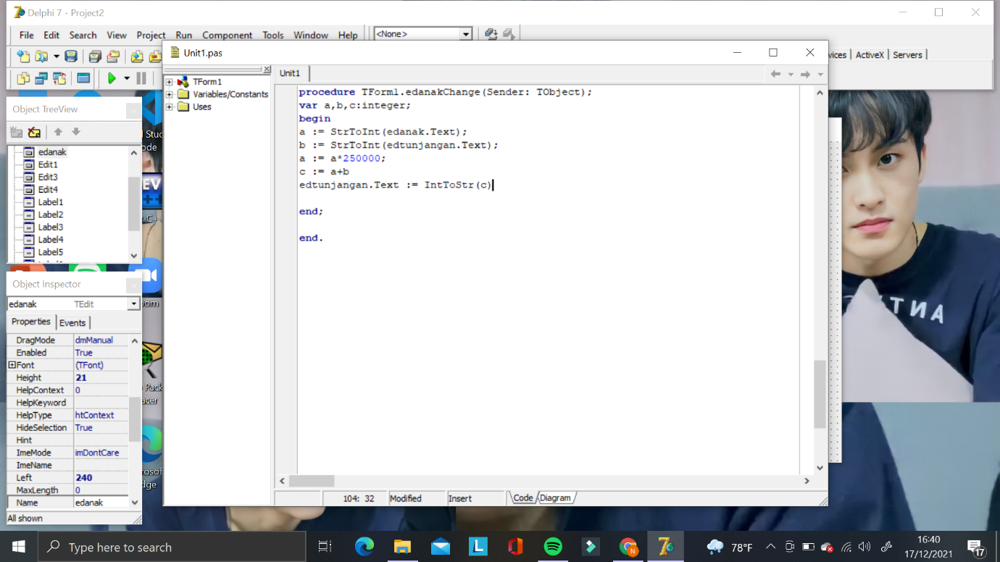 Delphi 7 - Project2
File Edit Search View Project Run Component Tools Window Help
<None>
vices ActiveX Servers
Unit1.pas
TForm1
Variables/Constants
Uses
Unit1
procedure TForm1.edanakChange(Sender: TObject);
var a,b,c:integer;
begin
a := StrToInt(edanak.Text);
b := StrToInt(edtunjangan.Text);
a := a*250000;
c := a+b
edtunjangan.Text := IntToStr(c)
end;
end.
104: 32 Modified Insert Code Diagram
Object TreeView
edanak
Edit1
Edit3
Edit4
Label1
Label2
Label3
Label4
Label5
Object Inspector
edanak TEdit
Properties Events
DragMode dmManual
Enabled True
Font (TFont)
Height 21
HelpContext 0
HelpKeyword
HelpType htContext
HideSelection True
Hint
ImeMode imDontCare
ImeName
Left 240
MaxLength 0
Name edanak
All shown
l Stud
ode
EV
C++
oom
Pack
acer
rosof
dge
ANT
Type here to search
78°F
16:40
17/12/2021
17